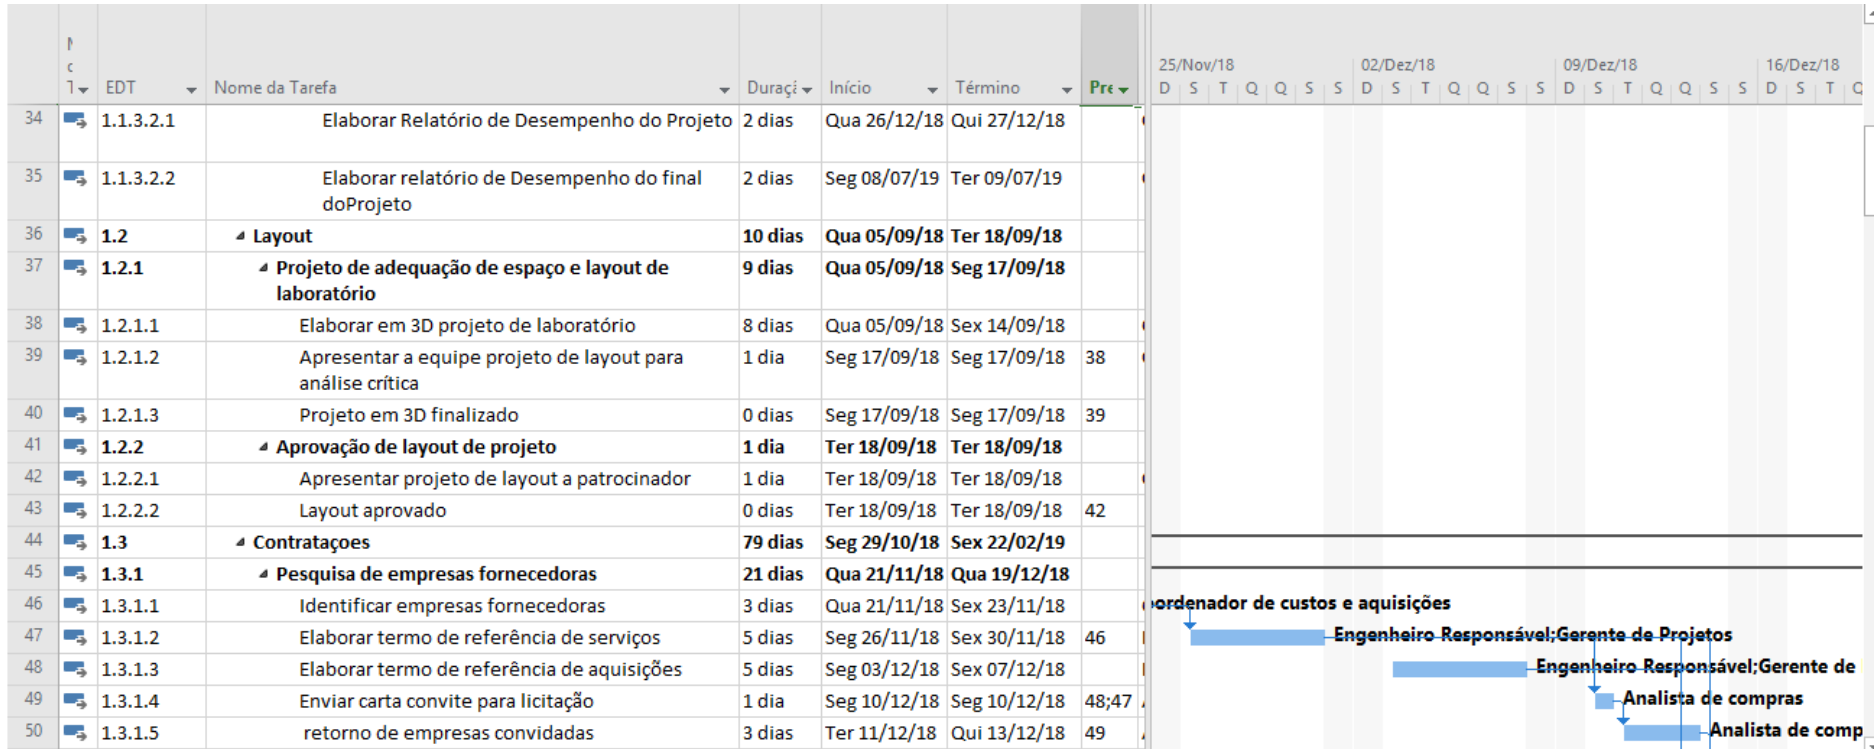 25/Nov/18 02/Dez/18 09/Dez/18 16/Dez/18
EDT Nome da Tarefa Duraçã Início Término Pre D S T Q Q S S D S T Q Q S S D S T Q Q S S D S T Q
34 1.1.3.2.1 Elaborar Relatório de Desempenho do Projeto 2 dias Qua 26/12/18 Qui 27/12/18
35 1.1.3.2.2 Elaborar relatório de Desempenho do final 2 dias Seg 08/07/19 Ter 09/07/19
doProjeto
36 1.2 Layout 10 dias Qua 05/09/18 Ter 18/09/18
37 1.2.1 Projeto de adequação de espaço e layout de 9 dias Qua 05/09/18 Seg 17/09/18
laboratório
38 1.2.1.1 Elaborar em 3D projeto de laboratório 8 dias Qua 05/09/18 Sex 14/09/18
39 1.2.1.2 Apresentar a equipe projeto de layout para 1 dia Seg 17/09/18 Seg 17/09/18 38
análise crítica
40 1.2.1.3 Projeto em 3D finalizado 0 dias Seg 17/09/18 Seg 17/09/18 39
41 1.2.2 Aprovação de layout de projeto 1 dia Ter 18/09/18 Ter 18/09/18
42 1.2.2.1 Apresentar projeto de layout a patrocinador 1 dia Ter 18/09/18 Ter 18/09/18
43 1.2.2.2 Layout aprovado 0 dias Ter 18/09/18 Ter 18/09/18 42
44 1.3 Contrataçoes 79 dias Seg 29/10/18 Sex 22/02/19
45 1.3.1 Pesquisa de empresas fornecedoras 21 dias Qua 21/11/18 Qua 19/12/18
46 1.3.1.1 Identificar empresas fornecedoras 3 dias Qua 21/11/18 Sex 23/11/18 oordenador de custos e aquisições
47 1.3.1.2 Elaborar termo de referência de serviços 5 dias Seg 26/11/18 Sex 30/11/18 46 Engenheiro Responsável;Gerente de Projetos
48 1.3.1.3 Elaborar termo de referência de aquisições 5 dias Seg 03/12/18 Sex 07/12/18 Engenheiro Responsável;Gerente de
49 1.3.1.4 Enviar carta convite para licitação 1 dia Seg 10/12/18 Seg 10/12/18 48;47 Analista de compras
50 1.3.1.5 retorno de empresas convidadas 3 dias Ter 11/12/18 Qui 13/12/18 49 Analista de comp